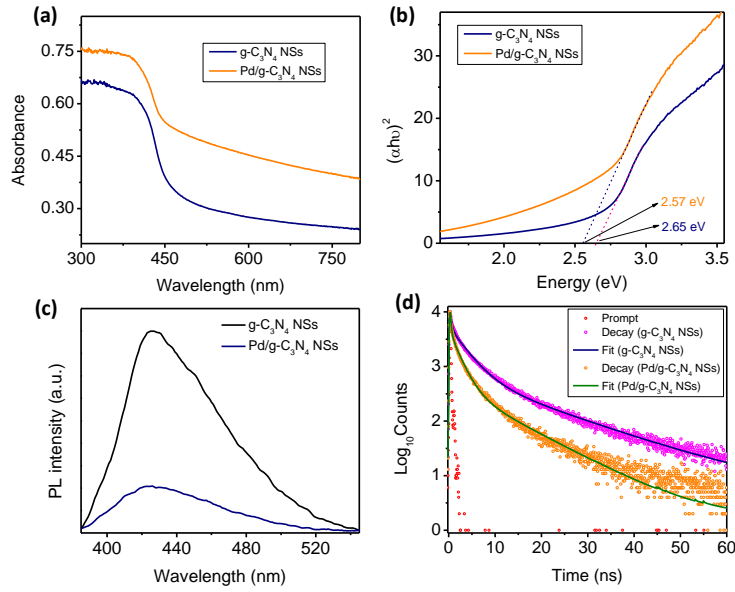 (a)
g-C₃N₄ NSs
Pd/g-C₃N₄ NSs
Absorbance
0.75
0.60
0.45
0.30
300 450 600 750
Wavelength (nm)
(b)
g-C₃N₄ NSs
Pd/g-C₃N₄ NSs
(αhυ)²
30
20
10
0
2.57 eV
2.65 eV
2.0 2.5 3.0 3.5
Energy (eV)
(c)
g-C₃N₄ NSs
Pd/g-C₃N₄ NSs
PL intensity (a.u.)
400 440 480 520
Wavelength (nm)
(d)
Prompt
Decay (g-C₃N₄ NSs)
Fit (g-C₃N₄ NSs)
Decay (Pd/g-C₃N₄ NSs)
Fit (Pd/g-C₃N₄ NSs)
Log₁₀ Counts
4
3
2
1
0
0 10 20 30 40 50 60
Time (ns)